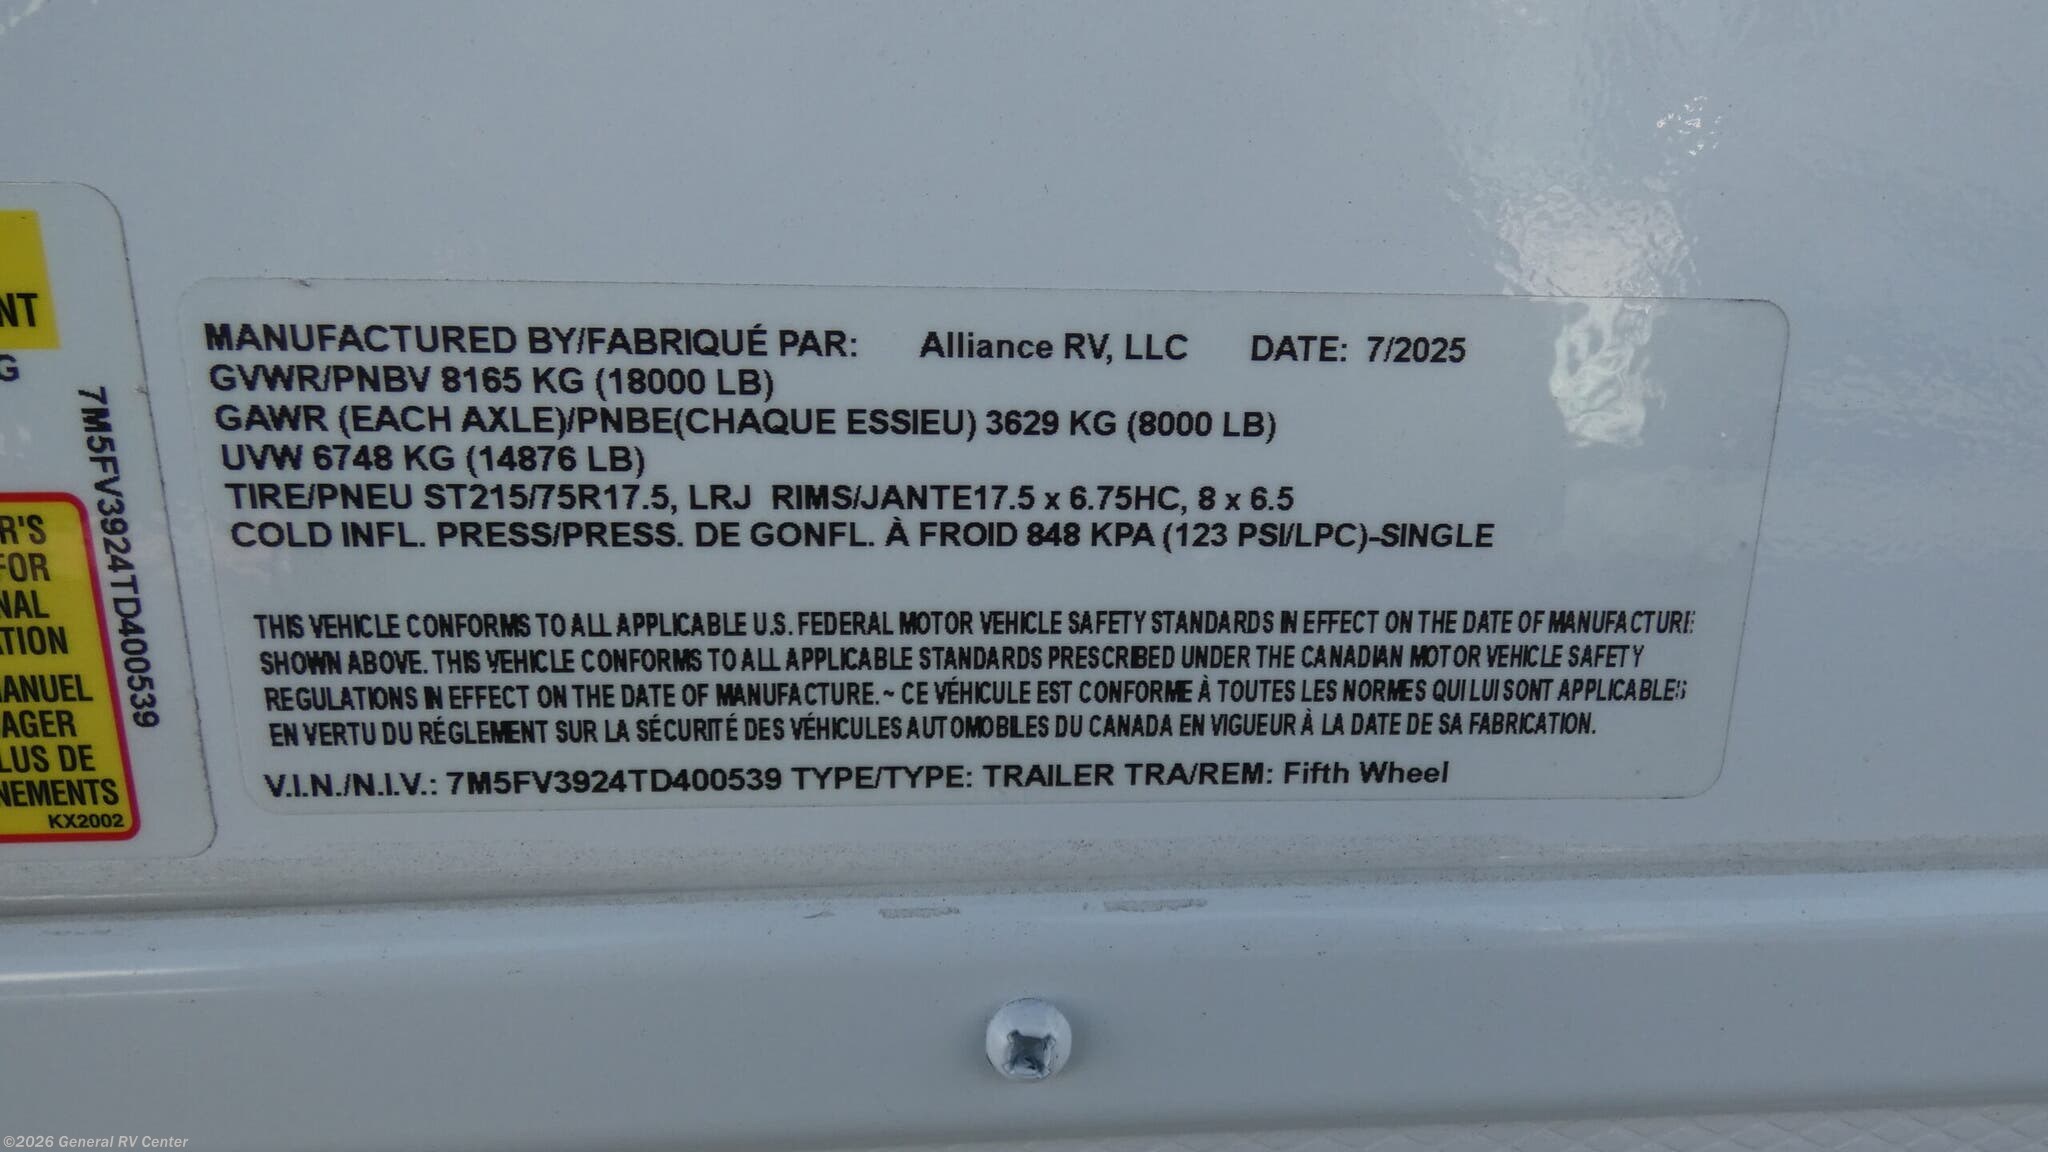 NT
G
7M5FV3924TD400539
R'S
FOR
NAL
ATION
MANUEL
AGER
LUS DE
NEMENTS
KX2002
MANUFACTURED BY/FABRIQUÉ PAR: Alliance RV, LLC DATE: 7/2025
GVWR/PNBV 8165 KG (18000 LB)
GAWR (EACH AXLE)/PNBE(CHAQUE ESSIEU) 3629 KG (8000 LB)
UVW 6748 KG (14876 LB)
TIRE/PNEU ST215/75R17.5, LRJ RIMS/JANTE17.5 x 6.75HC, 8 x 6.5
COLD INFL. PRESS/PRESS. DE GONFL. À FROID 848 KPA (123 PSI/LPC)-SINGLE
THIS VEHICLE CONFORMS TO ALL APPLICABLE U.S. FEDERAL MOTOR VEHICLE SAFETY STANDARDS IN EFFECT ON THE DATE OF MANUFACTURE
SHOWN ABOVE. THIS VEHICLE CONFORMS TO ALL APPLICABLE STANDARDS PRESCRIBED UNDER THE CANADIAN MOTOR VEHICLE SAFETY
REGULATIONS IN EFFECT ON THE DATE OF MANUFACTURE. ~ CE VÉHICULE EST CONFORME À TOUTES LES NORMES QUI LUI SONT APPLICABLES
EN VERTU DU RÉGLEMENT SUR LA SÉCURITÉ DES VÉHICULES AUTOMOBILES DU CANADA EN VIGUEUR À LA DATE DE SA FABRICATION.
V.I.N./N.I.V.: 7M5FV3924TD400539 TYPE/TYPE: TRAILER TRA/REM: Fifth Wheel
©2026 General RV Center